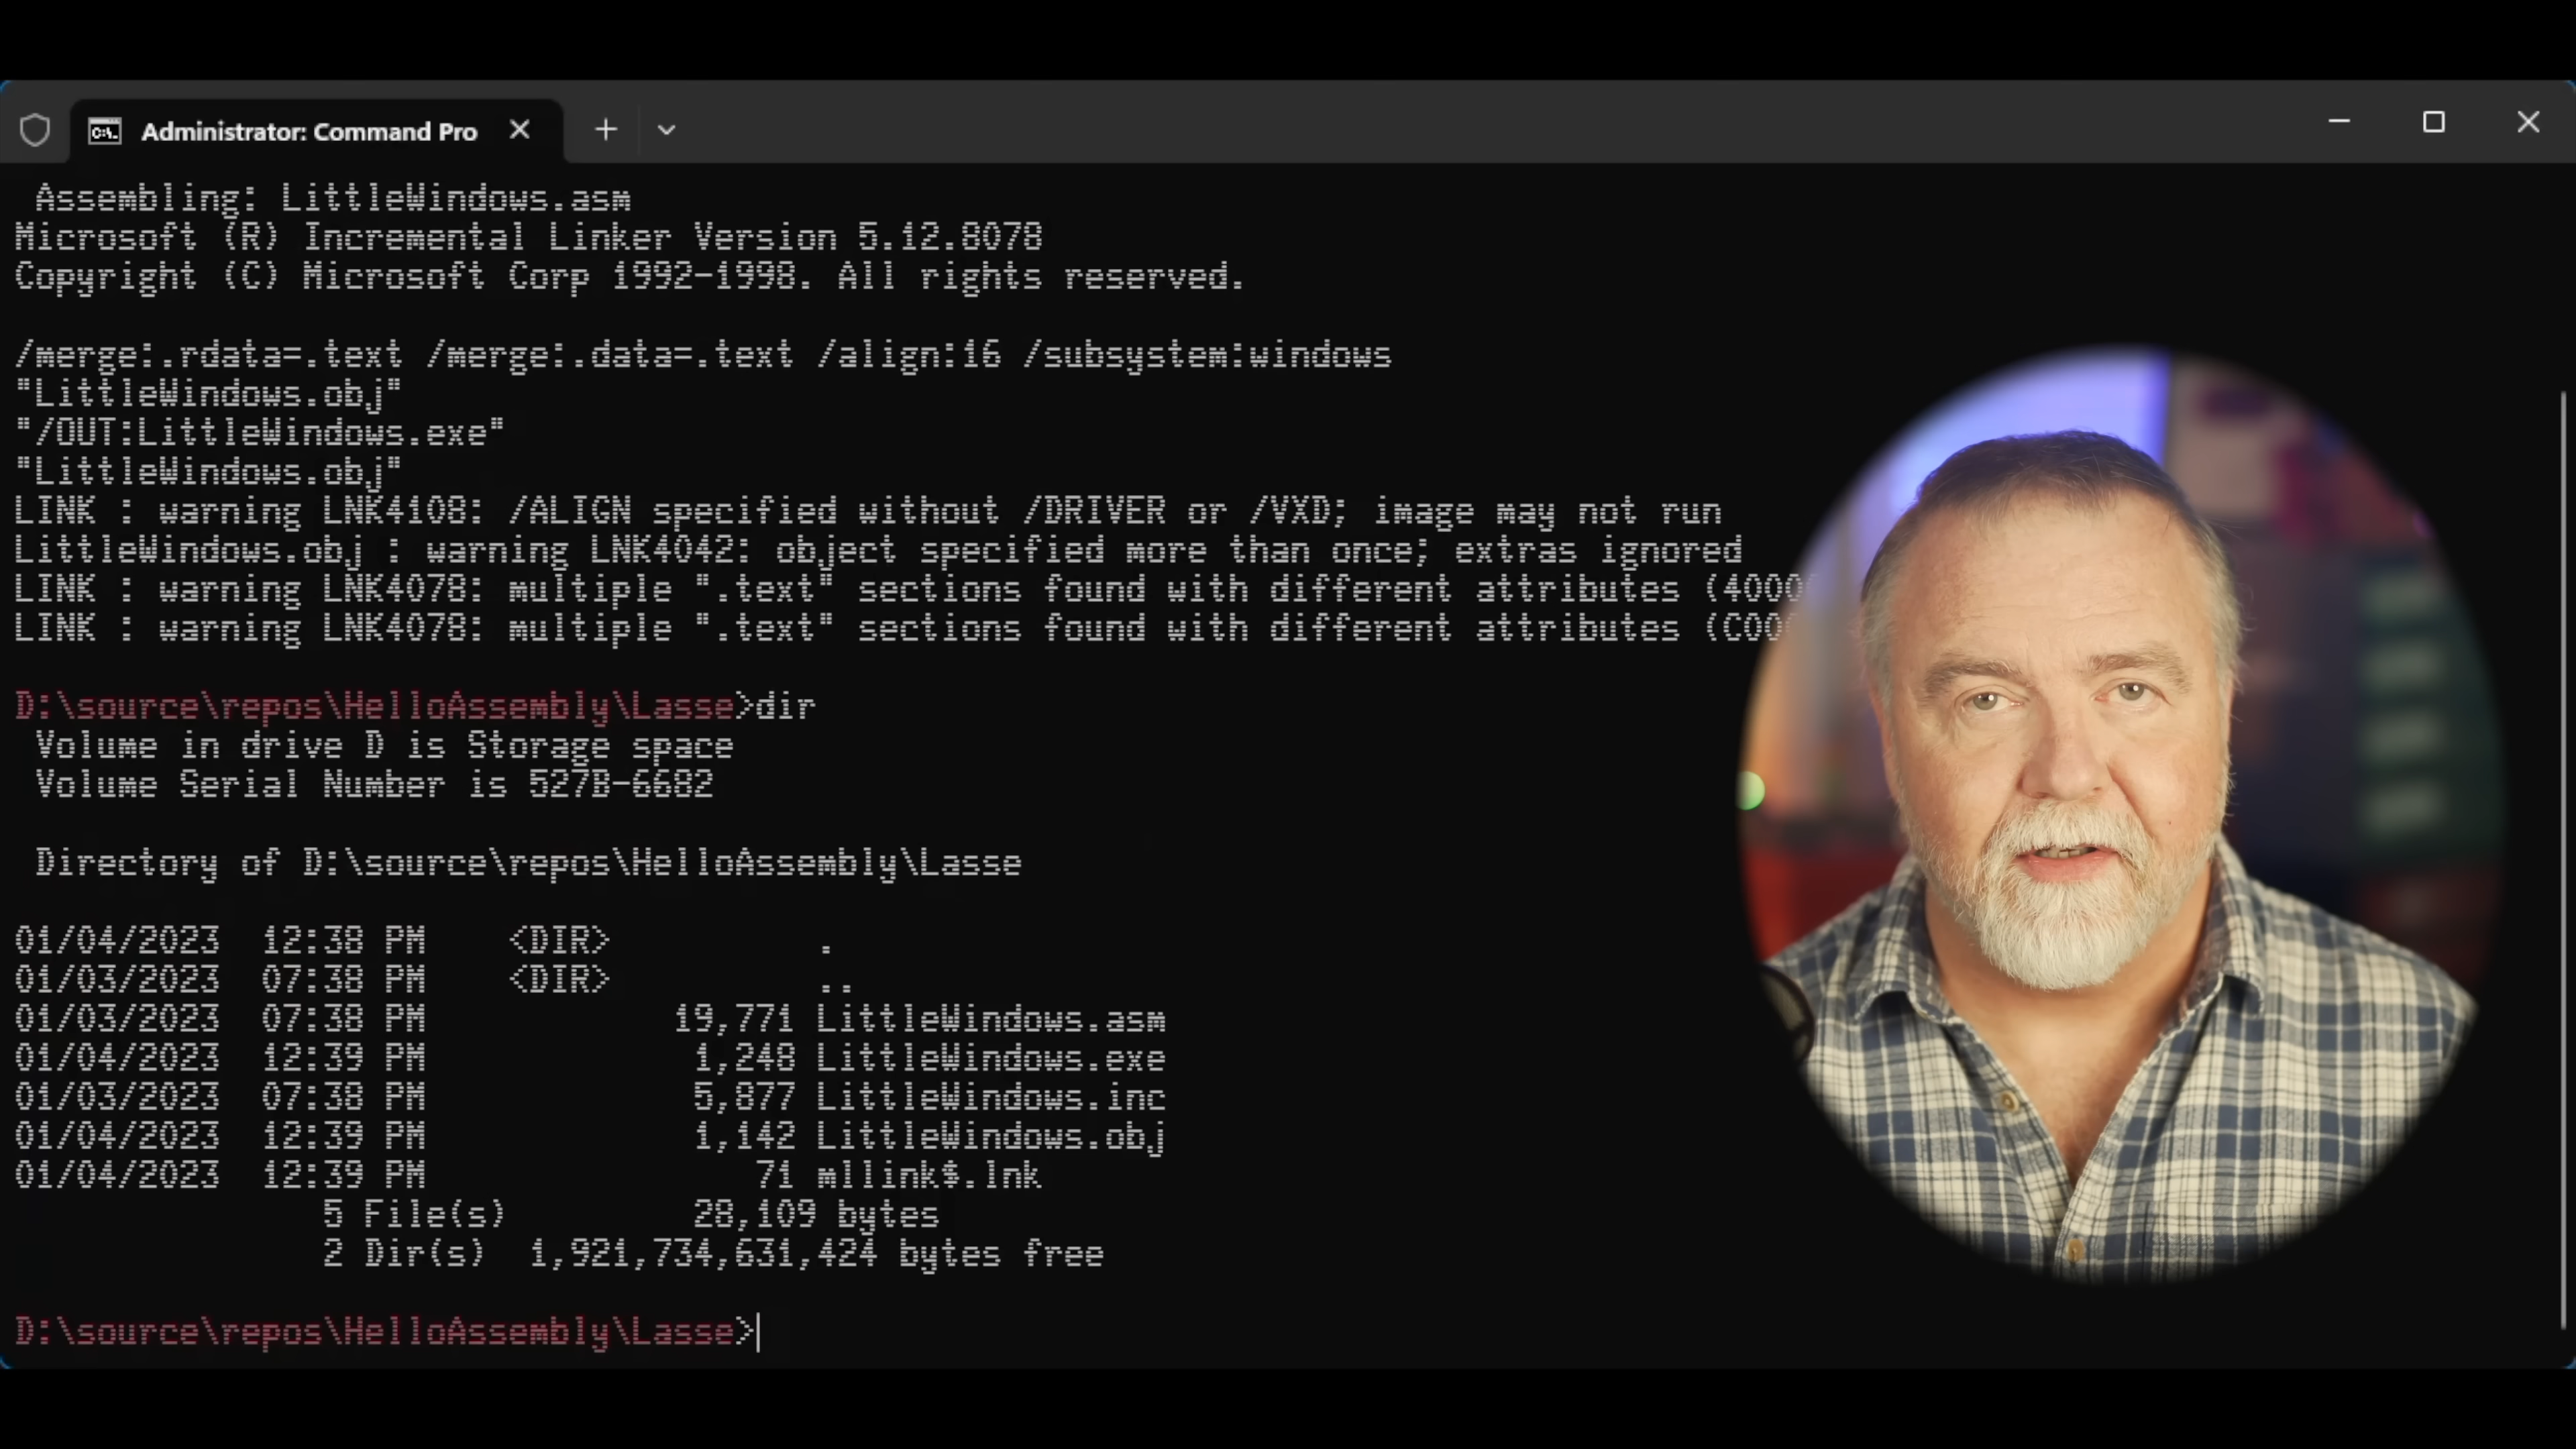 Administrator: Command Pro
Assembling: LittleWindows.asm
Microsoft (R) Incremental Linker Version 5.12.8078
Copyright (C) Microsoft Corp 1992-1998. All rights reserved.
/merge:.rdata=.text /merge:.data=.text /align:16 /subsystem:windows
"LittleWindows.obj"
"/OUT:LittleWindows.exe"
"LittleWindows.obj"
LINK : warning LNK4108: /ALIGN specified without /DRIVER or /VXD; image may not run
LittleWindows.obj : warning LNK4042: object specified more than once; extras ignored
LINK : warning LNK4078: multiple ".text" sections found with different attributes (4000
LINK : warning LNK4078: multiple ".text" sections found with different attributes (C00
D:\source\repos\HelloAssembly\Lasse>dir
Volume in drive D is Storage space
Volume Serial Number is 527B-6682
Directory of D:\source\repos\HelloAssembly\Lasse
01/04/2023 12:38 PM <DIR> .
01/03/2023 07:38 PM <DIR> ..
01/03/2023 07:38 PM 19,771 LittleWindows.asm
01/04/2023 12:39 PM 1,248 LittleWindows.exe
01/03/2023 07:38 PM 5,877 LittleWindows.inc
01/04/2023 12:39 PM 1,142 LittleWindows.obj
01/04/2023 12:39 PM 71 mllink$.lnk
5 File(s) 28,109 bytes
2 Dir(s) 1,921,734,631,424 bytes free
D:\source\repos\HelloAssembly\Lasse>